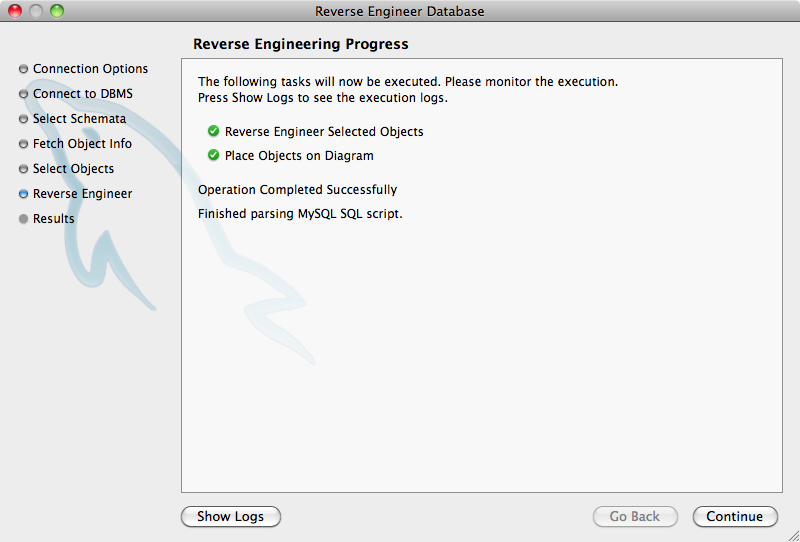 Reverse Engineer Database
Reverse Engineering Progress
Connection Options
Connect to DBMS
Select Schemata
Fetch Object Info
Select Objects
Reverse Engineer
Results
The following tasks will now be executed. Please monitor the execution.
Press Show Logs to see the execution logs.
Reverse Engineer Selected Objects
Place Objects on Diagram
Operation Completed Successfully
Finished parsing MySQL SQL script.
Show Logs
Go Back
Continue